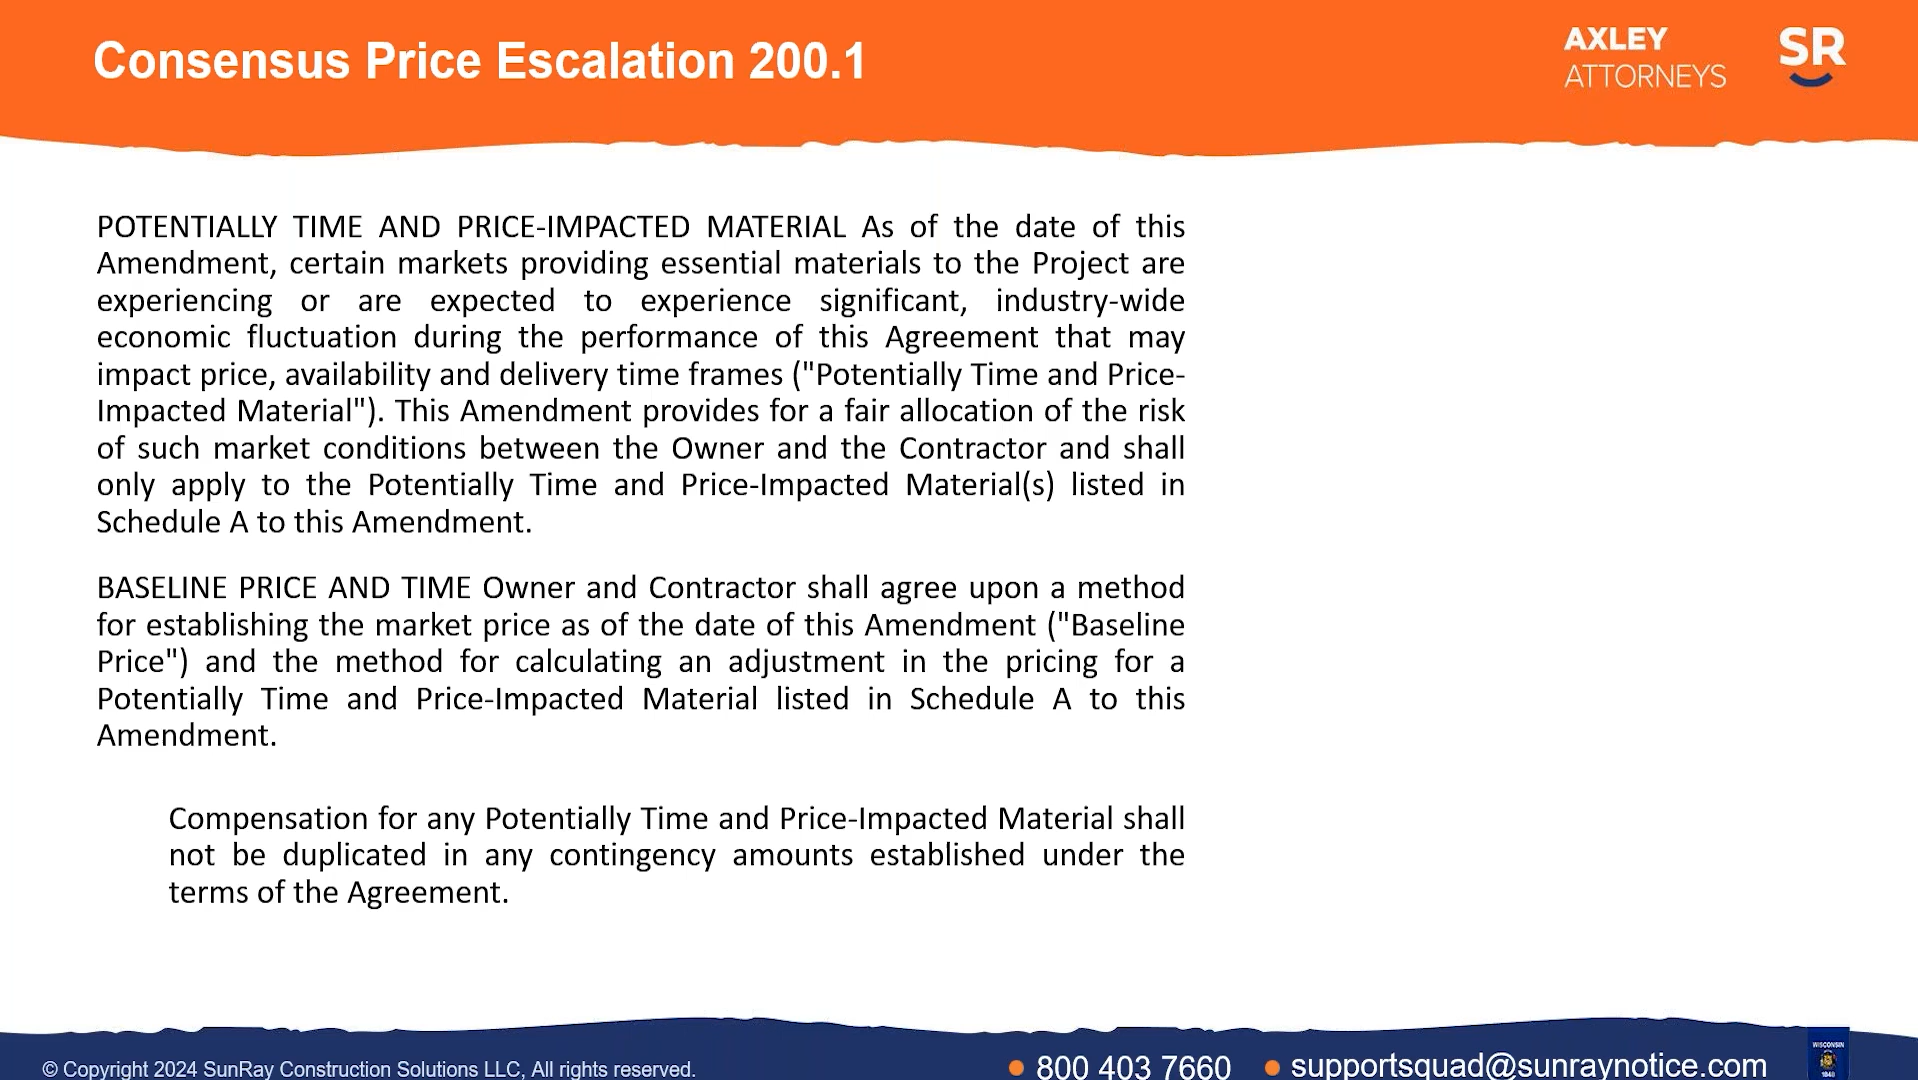 Consensus Price Escalation 200.1
AXLEY
ATTORNEYS
SR
POTENTIALLY TIME AND PRICE-IMPACTED MATERIAL As of the date of this
Amendment, certain markets providing essential materials to the Project are
experiencing or are expected to experience significant, industry-wide
economic fluctuation during the performance of this Agreement that may
impact price, availability and delivery time frames ("Potentially Time and Price-
Impacted Material"). This Amendment provides for a fair allocation of the risk
of such market conditions between the Owner and the Contractor and shall
only apply to the Potentially Time and Price-Impacted Material(s) listed in
Schedule A to this Amendment.
BASELINE PRICE AND TIME Owner and Contractor shall agree upon a method
for establishing the market price as of the date of this Amendment ("Baseline
Price") and the method for calculating an adjustment in the pricing for a
Potentially Time and Price-Impacted Material listed in Schedule A to this
Amendment.
Compensation for any Potentially Time and Price-Impacted Material shall
not be duplicated in any contingency amounts established under the
terms of the Agreement.
© Copyright 2024 SunRay Construction Solutions LLC, All rights reserved.
800 403 7660
supportsquad@sunraynotice.com
WISCONSIN
1848